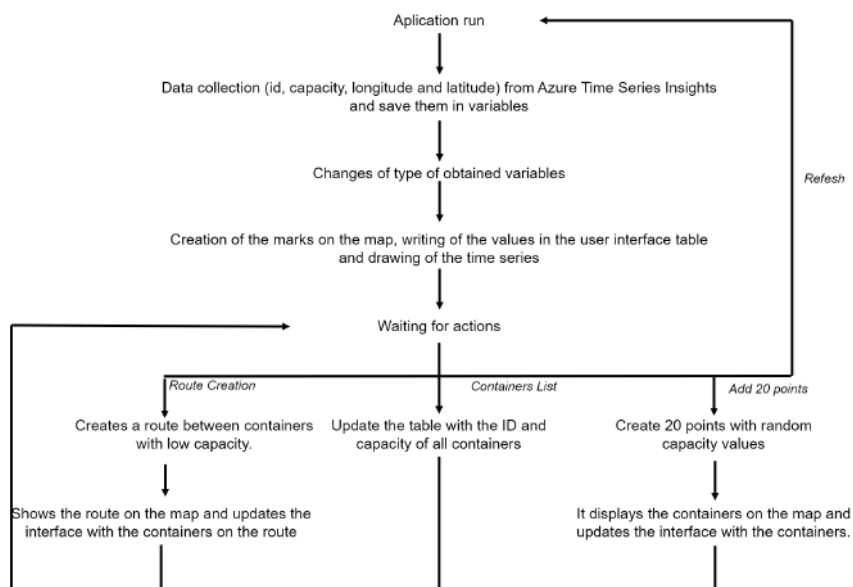 Aplication run
Data collection (id, capacity, longitude and latitude) from Azure Time Series Insights
and save them in variables
Changes of type of obtained variables
Refesh
Creation of the marks on the map, writing of the values in the user interface table
and drawing of the time series
Waiting for actions
Route Creation
Containers List
Add 20 points
Creates a route between containers
with low capacity.
Update the table with the ID and
capacity of all containers
Create 20 points with random
capacity values
Shows the route on the map and updates the
interface with the containers on the route
It displays the containers on the map and
updates the interface with the containers.